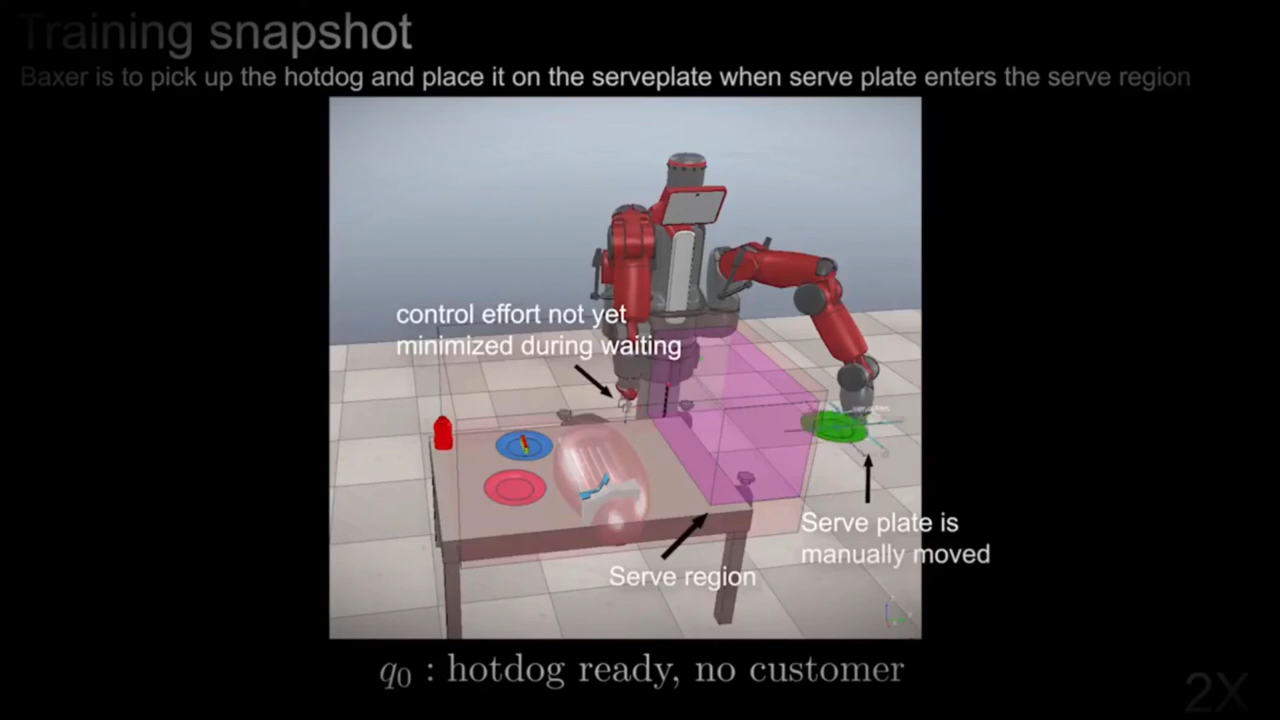 Training snapshot
Baxer is to pick up the hotdog and place it on the serveplate when serve plate enters the serve region
control effort not yet
minimized during waiting
Serve plate is
manually moved
Serve region
q₀ : hotdog ready, no customer
2X